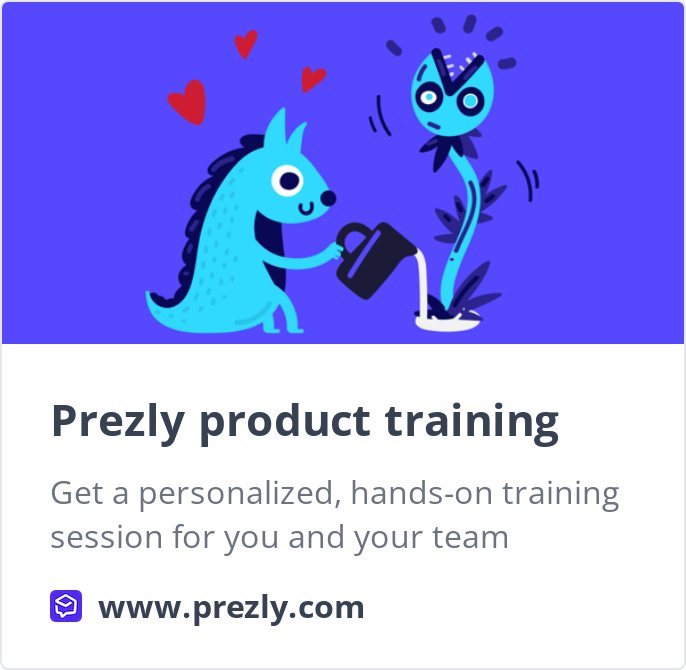 Prezly product training
Get a personalized, hands-on training
session for you and your team
www.prezly.com